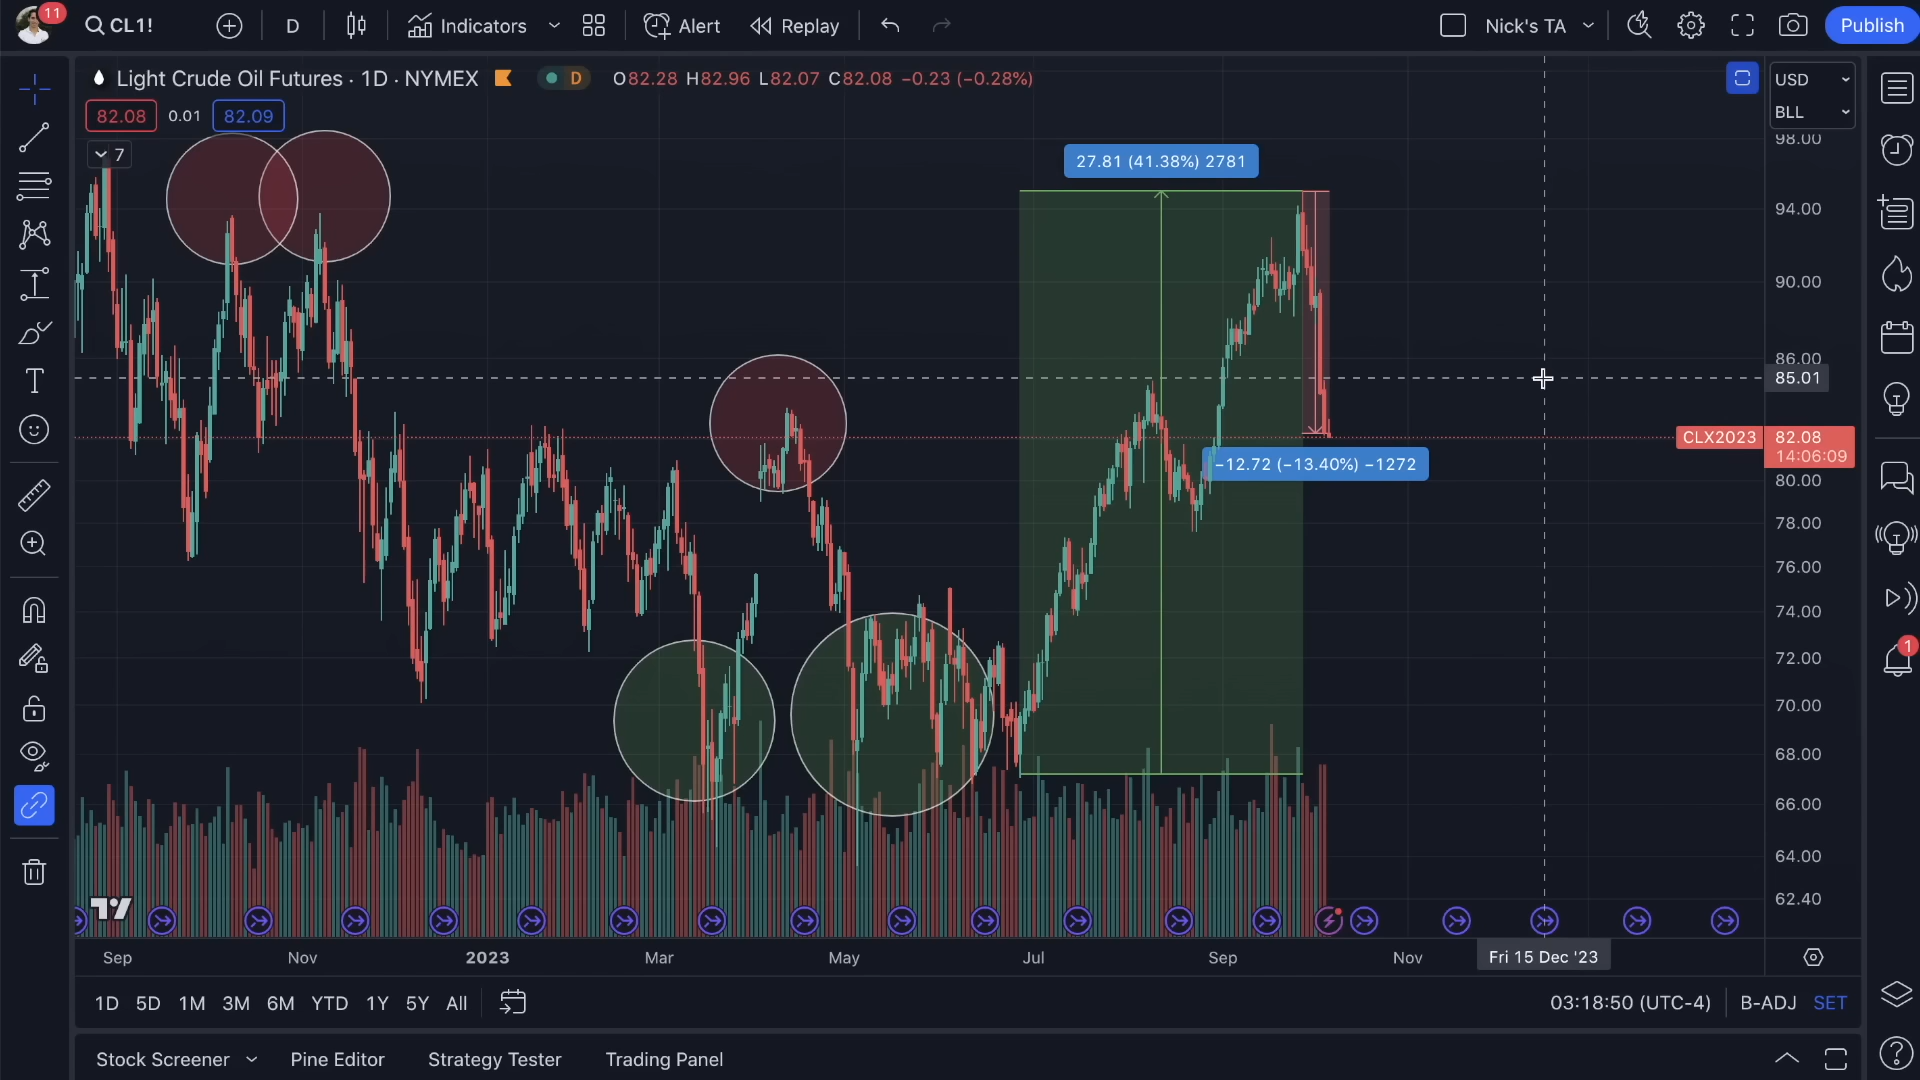 11
CL1!
D
Indicators
Alert
Replay
Nick's TA
Publish
Light Crude Oil Futures · 1D · NYMEX
D
O82.28 H82.96 L82.07 C82.08 −0.23 (−0.28%)
USD
BLL
82.08
0.01
82.09
7
27.81 (41.38%) 2781
−12.72 (−13.40%) −1272
98.00
94.00
90.00
86.00
85.01
CLX2023
82.08
14:06:09
80.00
78.00
76.00
74.00
72.00
70.00
68.00
66.00
64.00
62.40
1
Sep
Nov
2023
Mar
May
Jul
Sep
Nov
Fri 15 Dec '23
1D 5D 1M 3M 6M YTD 1Y 5Y All
03:18:50 (UTC-4)
B-ADJ
SET
Stock Screener
Pine Editor
Strategy Tester
Trading Panel